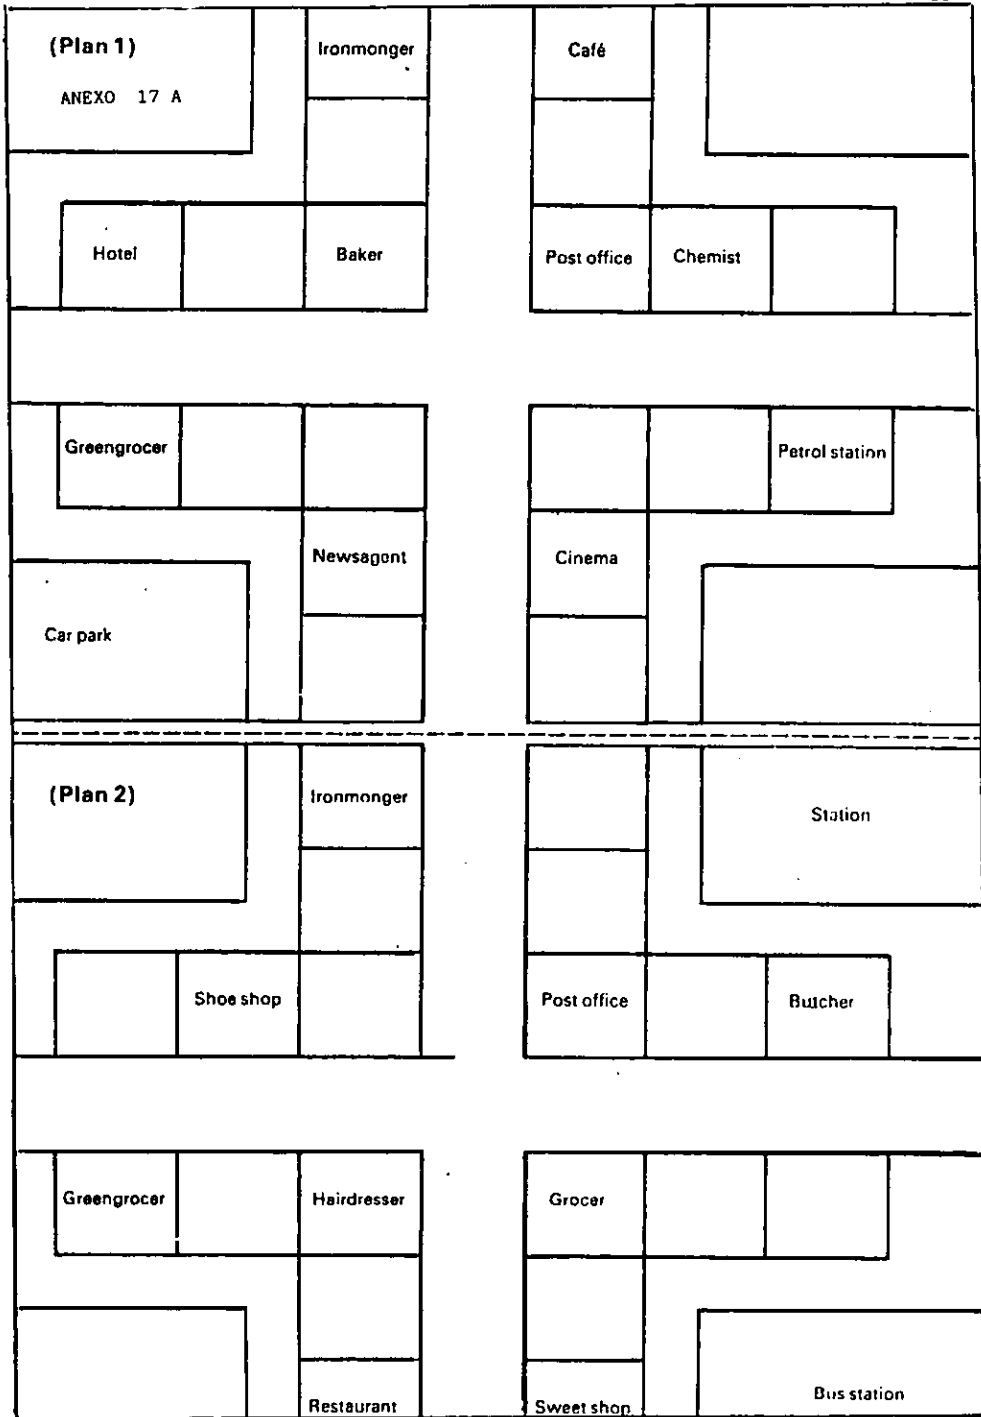 (Plan 1)
ANEXO 17 A
Ironmonger
Café
Hotel
Baker
Post office
Chemist
Greengrocer
Petrol station
Newsagent
Cinema
Car park
(Plan 2)
Ironmonger
Station
Shoe shop
Post office
Butcher
Greengrocer
Hairdresser
Grocer
Restaurant
Sweet shop
Bus station